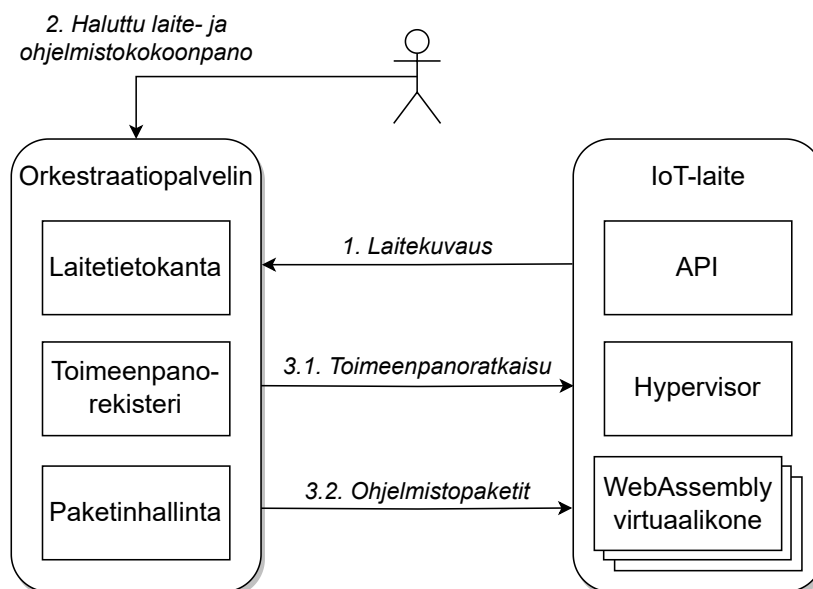 2. Haluttu laite- ja
ohjelmistokokoonpano
Orkestraatiopalvelin
IoT-laite
Laitetietokanta
1. Laitekuvaus
API
Toimeenpano-
rekisteri
3.1. Toimeenpanoratkaisu
Hypervisor
Paketinhallinta
3.2. Ohjelmistopaketit
WebAssembly
virtuaalikone